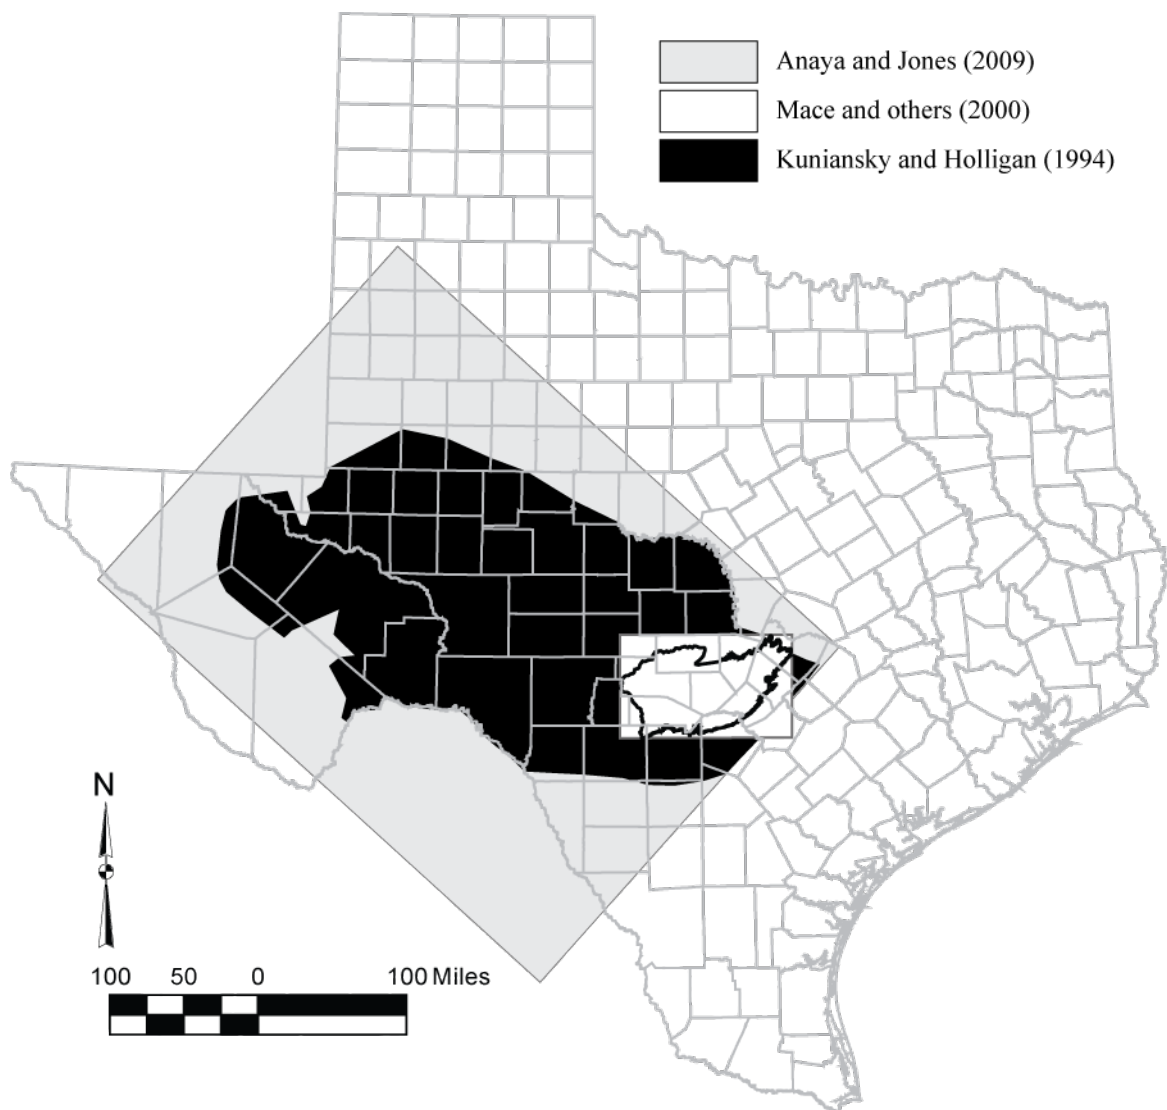 Anaya and Jones (2009)
Mace and others (2000)
Kuniansky and Holligan (1994)
N
100 50 0 100 Miles